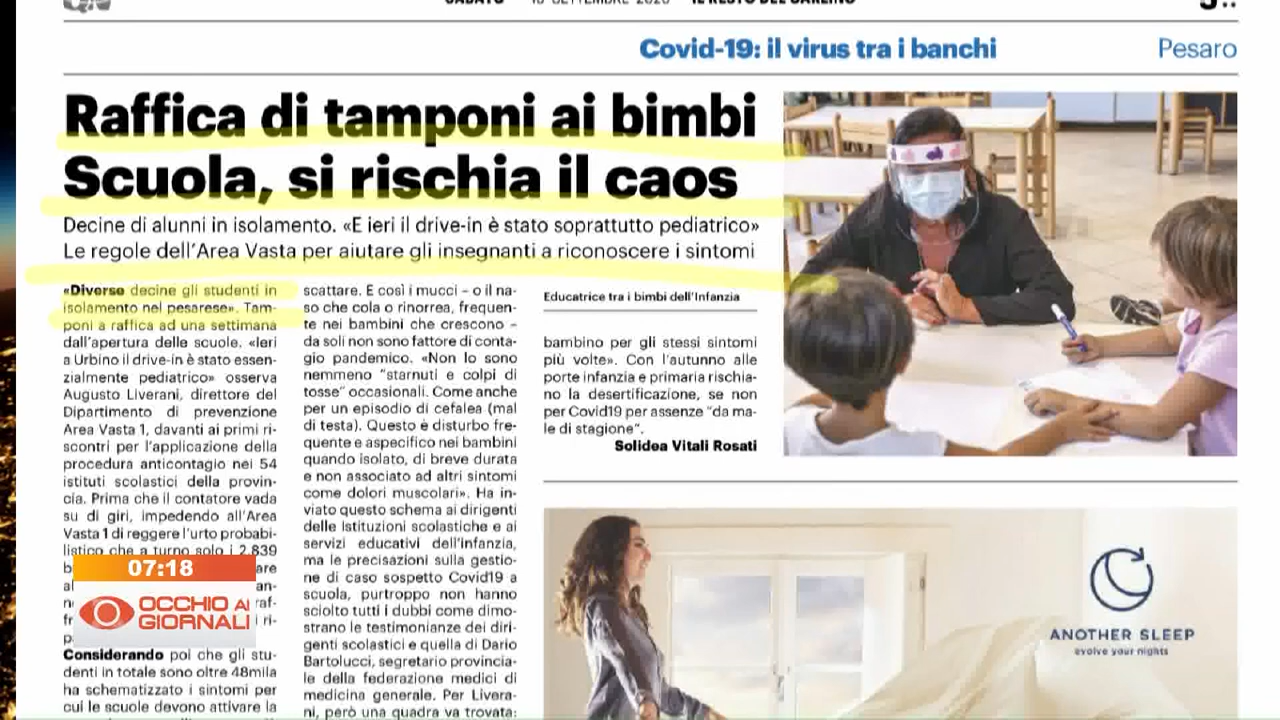 IL RESTO DEL CARLINO
Covid-19: il virus tra i banchi
Pesaro
Raffica di tamponi ai bimbi
Scuola, si rischia il caos
Decine di alunni in isolamento. «E ieri il drive-in è stato soprattutto pediatrico»
Le regole dell'Area Vasta per aiutare gli insegnanti a riconoscere i sintomi
«Diverse decine gli studenti in
isolamento nel pesarese». Tam-
poni a raffica ad una settimana
dall'apertura delle scuole. «Ieri
a Urbino il drive-in è stato essen-
zialmente pediatrico» osserva
Augusto Liverani, direttore del
Dipartimento di prevenzione
Area Vasta 1, davanti ai primi ri-
scontri per l'applicazione della
procedura anticontagio nei 54
istituti scolastici della provin-
cia. Prima che il contatore vada
su di giri, impedendo all'Area
Vasta 1 di reggere l'urto probabi-
listico che a turno solo i 2.839
Considerando poi che gli stu-
denti in totale sono oltre 48mila
ha schematizzato i sintomi per
cui le scuole devono attivare la
scattare. E così i mucci - o il na-
so che cola o rinorrea, frequen-
te nei bambini che crescono -
da soli non sono fattore di conta-
gio pandemico. «Non lo sono
nemmeno "starnuti e colpi di
tosse" occasionali. Come anche
per un episodio di cefalea (mal
di testa). Questo è disturbo fre-
quente e aspecifico nei bambini
quando isolato, di breve durata
e non associato ad altri sintomi
come dolori muscolari». Ha in-
viato questo schema ai dirigenti
delle Istituzioni scolastiche e ai
servizi educativi dell'infanzia,
ma le precisazioni sulla gestio-
ne di caso sospetto Covid19 a
scuola, purtroppo non hanno
sciolto tutti i dubbi come dimo-
strano le testimonianze dei diri-
genti scolastici e quella di Dario
Bartolucci, segretario provincia-
le della federazione medici di
medicina generale. Per Livera-
ni, però una quadra va trovata:
Educatrice tra i bimbi dell'Infanzia
bambino per gli stessi sintomi
più volte». Con l'autunno alle
porte infanzia e primaria rischia-
no la desertificazione, se non
per Covid19 per assenze "da ma-
le di stagione".
Solidea Vitali Rosati
07:18
OCCHIO AI
GIORNALI
ANOTHER SLEEP
evolve your nights